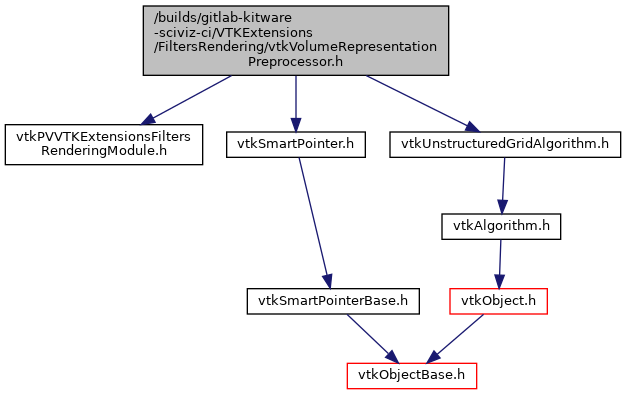 /builds/gitlab-kitware
-sciviz-ci/VTKExtensions
/FiltersRendering/vtkVolumeRepresentation
Preprocessor.h
vtkPVVTKExtensionsFilters
RenderingModule.h
vtkSmartPointer.h
vtkUnstructuredGridAlgorithm.h
vtkAlgorithm.h
vtkSmartPointerBase.h
vtkObject.h
vtkObjectBase.h